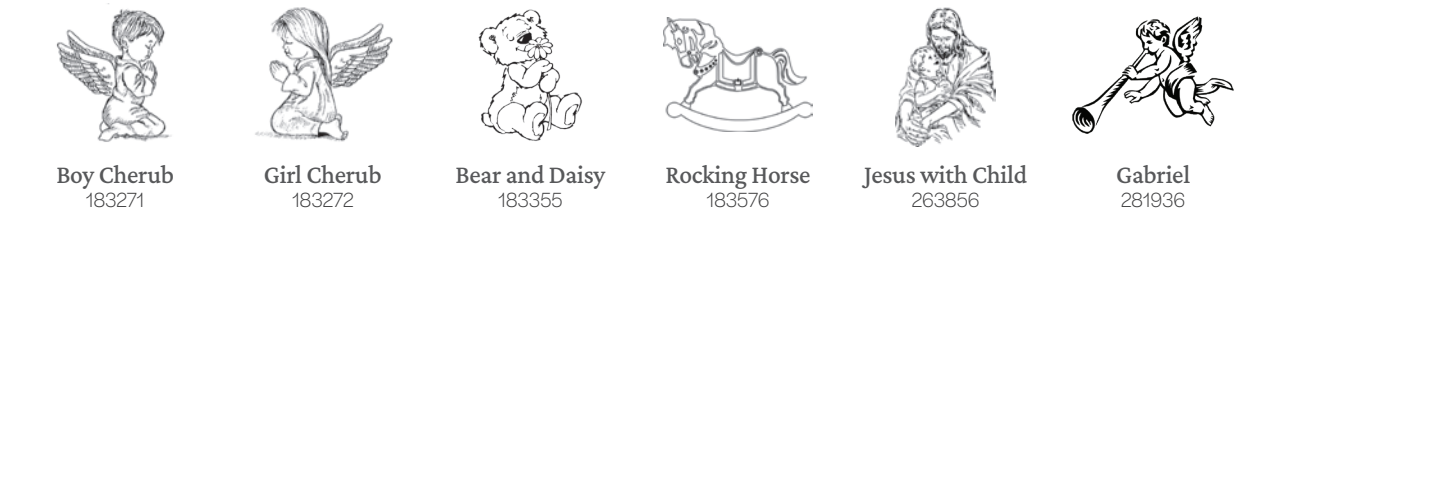 Boy Cherub
183271
Girl Cherub
183272
Bear and Daisy
183355
Rocking Horse
183576
Jesus with Child
263856
Gabriel
281936